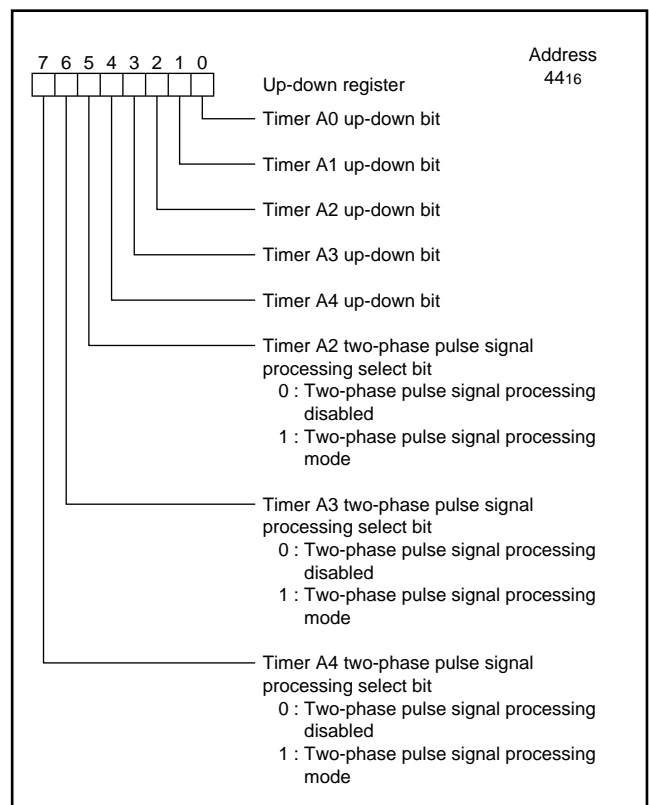 7 6 5 4 3 2 1 0
Address
4416
Up-down register
Timer A0 up-down bit
Timer A1 up-down bit
Timer A2 up-down bit
Timer A3 up-down bit
Timer A4 up-down bit
Timer A2 two-phase pulse signal
processing select bit
0 : Two-phase pulse signal processing
disabled
1 : Two-phase pulse signal processing
mode
Timer A3 two-phase pulse signal
processing select bit
0 : Two-phase pulse signal processing
disabled
1 : Two-phase pulse signal processing
mode
Timer A4 two-phase pulse signal
processing select bit
0 : Two-phase pulse signal processing
disabled
1 : Two-phase pulse signal processing
mode